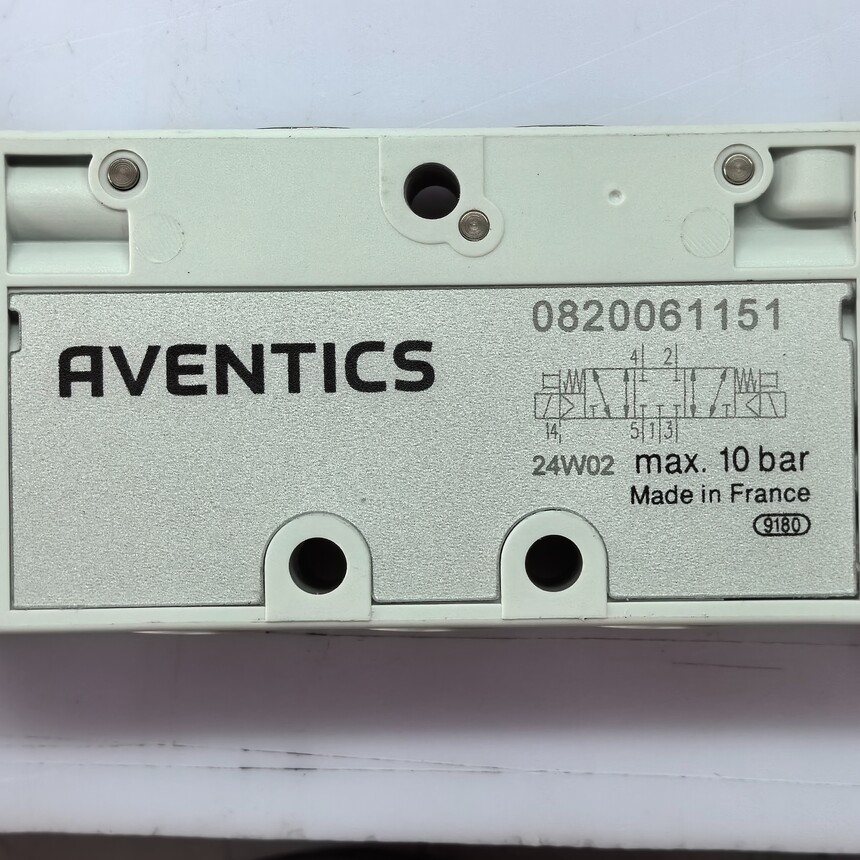 AVENTICS
0820061151
4 2
14 5 1 3
24W02 max. 10 bar
Made in France
9180